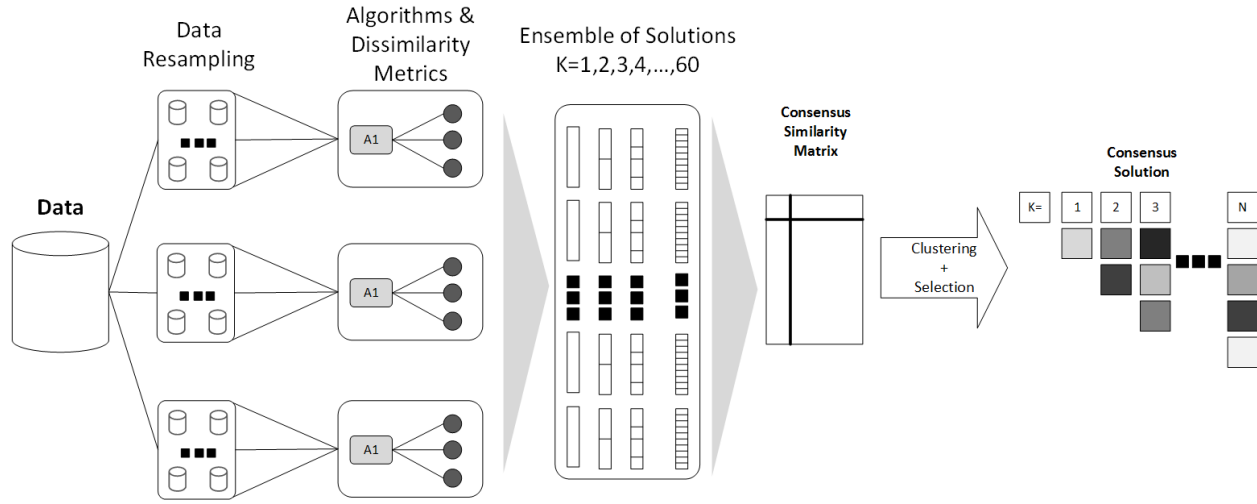 Data
Resampling
Algorithms &
Dissimilarity
Metrics
Ensemble of Solutions
K=1,2,3,4,...,60
Consensus
Similarity
Matrix
Consensus
Solution
Data
A1
A1
A1
Clustering
+
Selection
K= 1 2 3 N